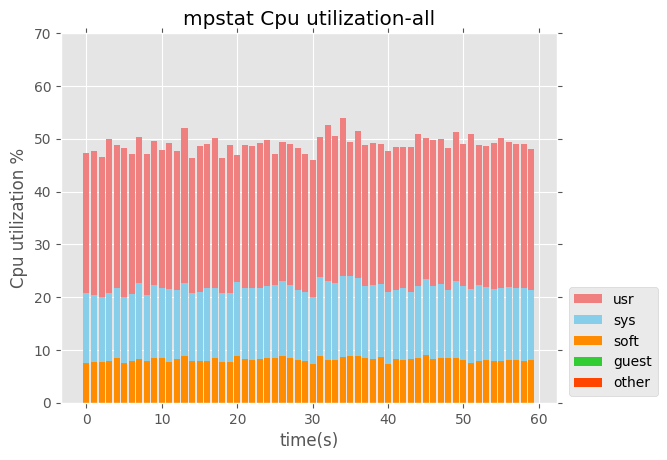 mpstat Cpu utilization-all
70
60
50
40
30
20
10
0
Cpu utilization %
0 10 20 30 40 50 60
time(s)
usr
sys
soft
guest
other